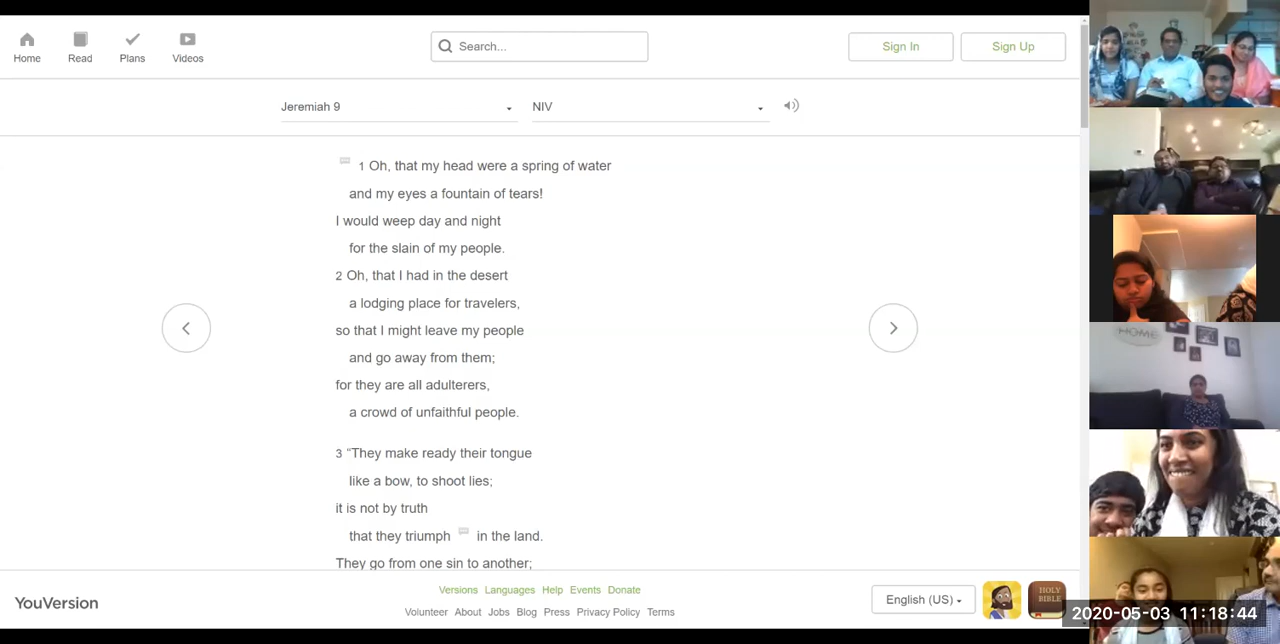 Home
Read
Plans
Videos
Search...
Sign In
Sign Up
Jeremiah 9
NIV
1 Oh, that my head were a spring of water
and my eyes a fountain of tears!
I would weep day and night
for the slain of my people.
2 Oh, that I had in the desert
a lodging place for travelers,
so that I might leave my people
and go away from them;
for they are all adulterers,
a crowd of unfaithful people.
3 “They make ready their tongue
like a bow, to shoot lies;
it is not by truth
that they triumph in the land.
They go from one sin to another;
YouVersion
Versions Languages Help Events Donate
Volunteer About Jobs Blog Press Privacy Policy Terms
English (US)
HOLY
BIBLE
HOME
2020-05-03 11:18:44